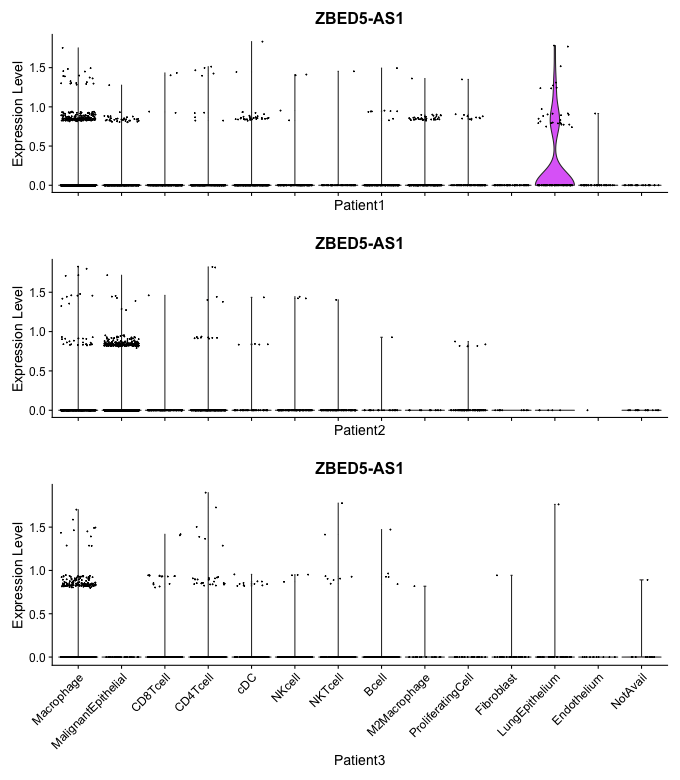 ZBED5-AS1
Expression Level
1.5
1.0
0.5
0.0
Patient1
ZBED5-AS1
Expression Level
1.5
1.0
0.5
0.0
Patient2
ZBED5-AS1
Expression Level
1.5
1.0
0.5
0.0
Macrophage
MalignantEpithelial
CD8Tcell
CD4Tcell
cDC
NKcell
NKTcell
Bcell
M2Macrophage
ProliferatingCell
Fibroblast
LungEpithelium
Endothelium
NotAvail
Patient3